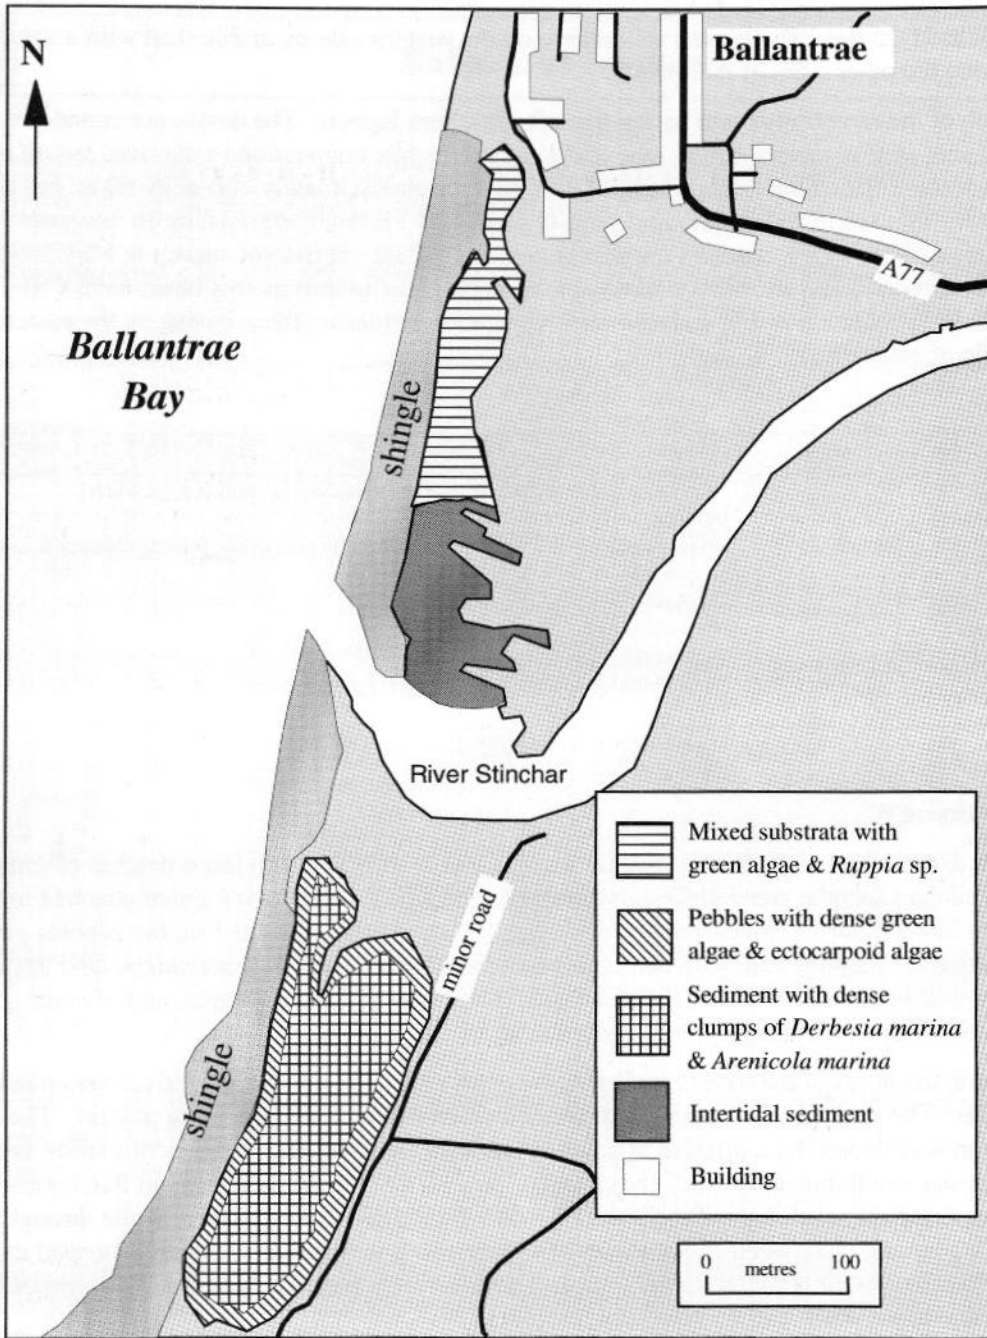 N
Ballantrae
A77
Ballantrae
Bay
shingle
River Stinchar
minor road
shingle
Mixed substrata with
green algae & Ruppia sp.
Pebbles with dense green
algae & ectocarpoid algae
Sediment with dense
clumps of Derbesia marina
& Arenicola marina
Intertidal sediment
Building
0 metres 100